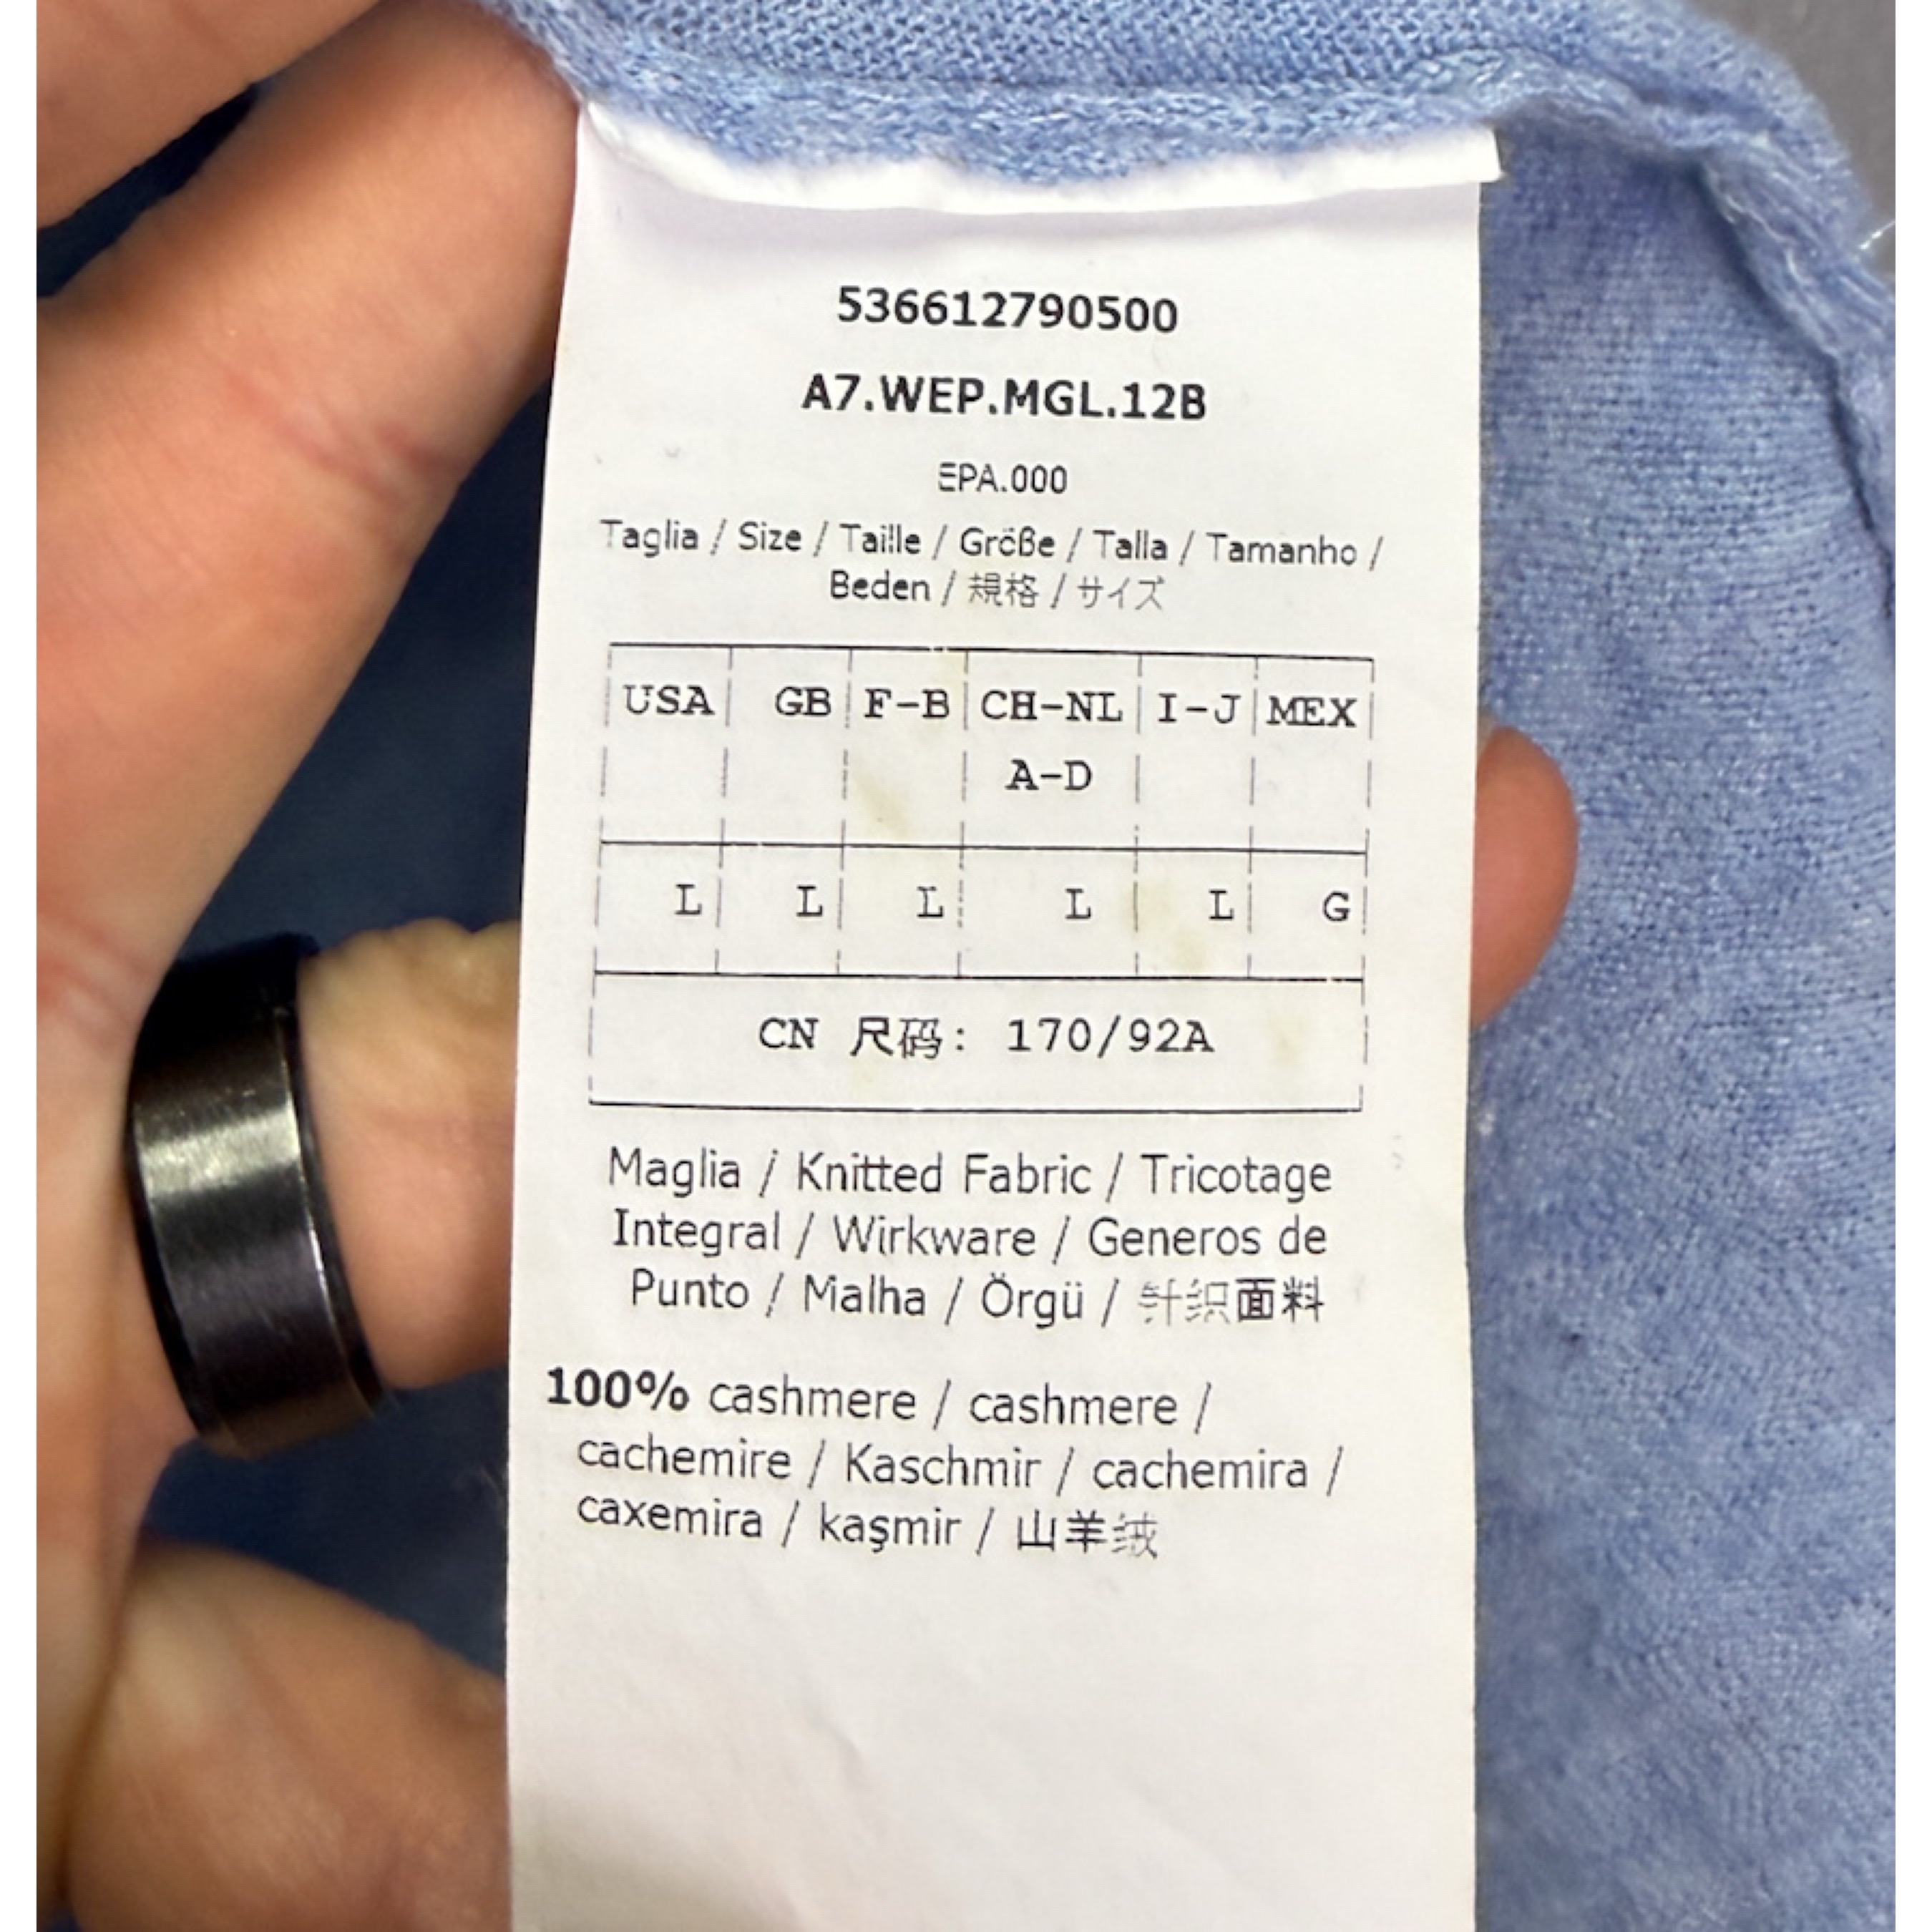 536612790500
A7.WEP.MGL.12B
EPA.000
Taglia / Size / Taille / Größe / Talla / Tamanho /
Beden / 規格 / サイズ
USA GB F-B CH-NL I-J MEX
A-D
L L L L L G
CN 尺码: 170/92A
Maglia / Knitted Fabric / Tricotage
Integral / Wirkware / Generos de
Punto / Malha / Örgü / 针织面料
100% cashmere / cashmere /
cachemire / Kaschmir / cachemira /
caxemira / kaşmir / 山羊绒